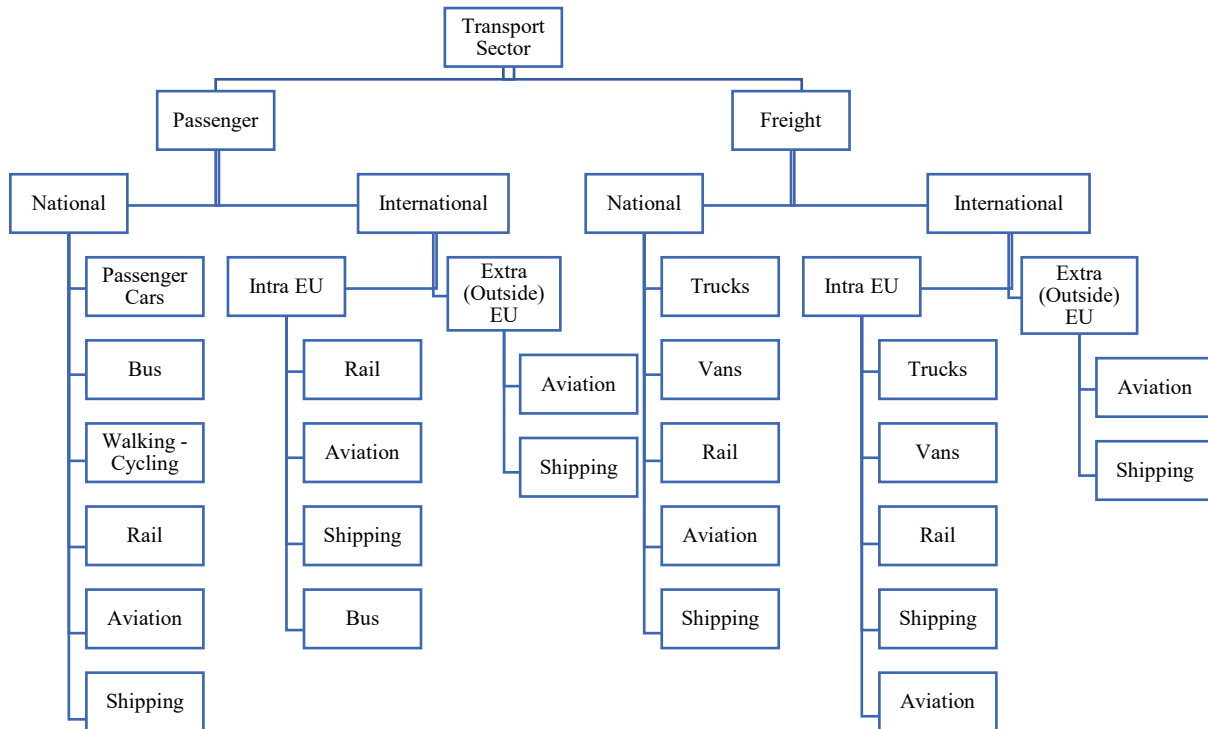 Transport
Sector
Passenger
Freight
National
International
National
International
Passenger
Cars
Bus
Walking -
Cycling
Rail
Aviation
Shipping
Intra EU
Rail
Aviation
Shipping
Bus
Extra
(Outside)
EU
Aviation
Shipping
Trucks
Vans
Rail
Aviation
Shipping
Intra EU
Trucks
Vans
Rail
Shipping
Aviation
Extra
(Outside)
EU
Aviation
Shipping